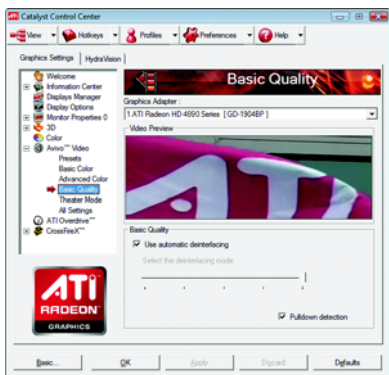 Catalyst Control Center
View Hotkeys Profiles Preferences Help
Graphics Settings HydraVision
Welcome
Information Center
Displays Manager
Display Options
Monitor Properties 0
3D
Color
Avivo™ Video
Presets
Basic Color
Advanced Color
Basic Quality
Theater Mode
All Settings
ATI Overdrive™
CrossFireX™
ATI
RADEON
GRAPHICS
Basic Quality
Graphics Adapter :
1.ATI Radeon HD 4890 Series [ GD-1904BP ]
Video Preview
ATI
Basic Quality
Use automatic deinterlacing
Select the deinterlacing mode:
Pulldown detection
Basic...
OK
Apply
Discard
Defaults